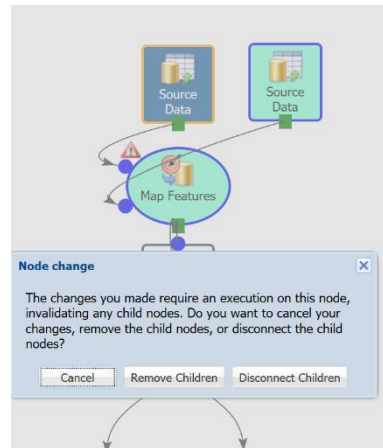 Source
Data
Source
Data
Map Features
Node change
The changes you made require an execution on this node,
invalidating any child nodes. Do you want to cancel your
changes, remove the child nodes, or disconnect the child
nodes?
Cancel
Remove Children
Disconnect Children